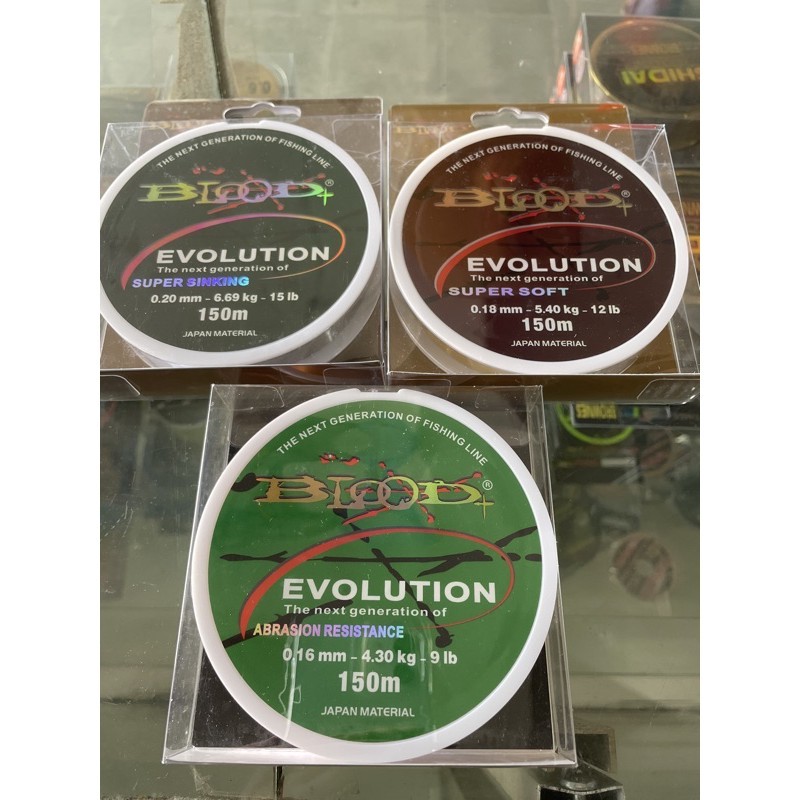 THE NEXT GENERATION OF FISHING LINE
BLOOD+®
EVOLUTION
The next generation of
SUPER SINKING
0.20 mm – 6.69 kg – 15 lb
150m
JAPAN MATERIAL
THE NEXT GENERATION OF FISHING LINE
BLOOD+®
EVOLUTION
The next generation of
SUPER SOFT
0.18 mm – 5.40 kg – 12 lb
150m
JAPAN MATERIAL
THE NEXT GENERATION OF FISHING LINE
BLOOD+®
EVOLUTION
The next generation of
ABRASION RESISTANCE
0.16 mm – 4.30 kg – 9 lb
150m
JAPAN MATERIAL
BROWNES